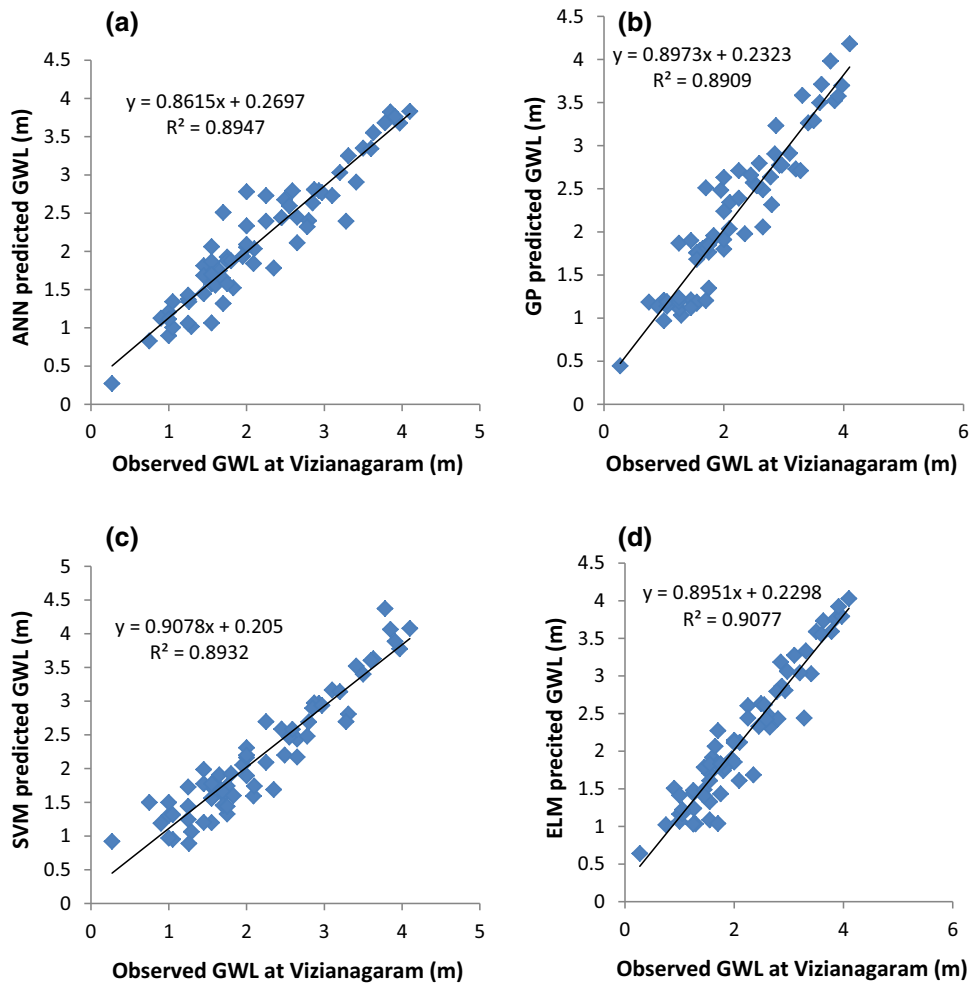 (a)
y = 0.8615x + 0.2697
R² = 0.8947
ANN predicted GWL (m)
4.5
4
3.5
3
2.5
2
1.5
1
0.5
0
0 1 2 3 4 5
Observed GWL at Vizianagaram (m)
(b)
y = 0.8973x + 0.2323
R² = 0.8909
GP predicted GWL (m)
4.5
4
3.5
3
2.5
2
1.5
1
0.5
0
0 2 4 6
Observed GWL at Vizianagaram (m)
(c)
y = 0.9078x + 0.205
R² = 0.8932
SVM predicted GWL (m)
5
4.5
4
3.5
3
2.5
2
1.5
1
0.5
0
0 1 2 3 4 5
Observed GWL at Vizianagaram (m)
(d)
y = 0.8951x + 0.2298
R² = 0.9077
ELM precited GWL (m)
4.5
4
3.5
3
2.5
2
1.5
1
0.5
0
0 2 4 6
Observed GWL at Vizianagaram (m)